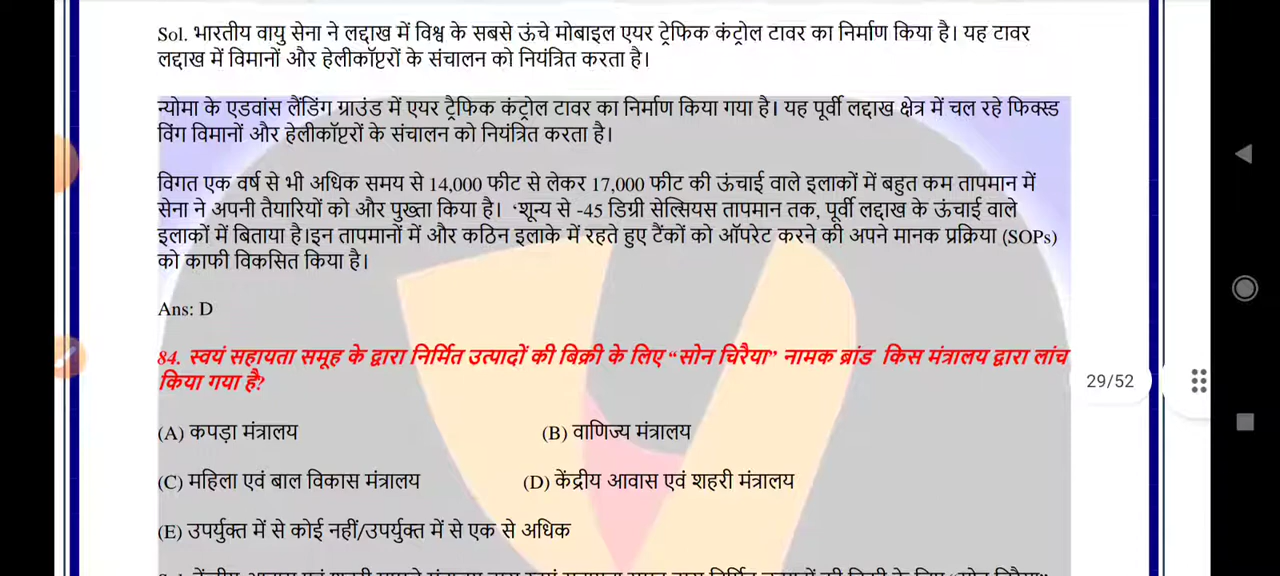 Sol. भारतीय वायु सेना ने लद्दाख में विश्व के सबसे ऊंचे मोबाइल एयर ट्रेफिक कंट्रोल टावर का निर्माण किया है। यह टावर
लद्दाख में विमानों और हेलीकॉप्टरों के संचालन को नियंत्रित करता है।
न्योमा के एडवांस लैंडिंग ग्राउंड में एयर ट्रैफिक कंट्रोल टावर का निर्माण किया गया है। यह पूर्वी लद्दाख क्षेत्र में चल रहे फिक्स्ड
विंग विमानों और हेलीकॉप्टरों के संचालन को नियंत्रित करता है।
विगत एक वर्ष से भी अधिक समय से 14,000 फीट से लेकर 17,000 फीट की ऊंचाई वाले इलाकों में बहुत कम तापमान में
सेना ने अपनी तैयारियों को और पुख्ता किया है। ‘शून्य से -45 डिग्री सेल्सियस तापमान तक, पूर्वी लद्दाख के ऊंचाई वाले
इलाकों में बिताया है।इन तापमानों में और कठिन इलाके में रहते हुए टैंकों को ऑपरेट करने की अपने मानक प्रक्रिया (SOPs)
को काफी विकसित किया है।
Ans: D
84. स्वयं सहायता समूह के द्वारा निर्मित उत्पादों की बिक्री के लिए “सोन चिरैया” नामक ब्रांड किस मंत्रालय द्वारा लांच
किया गया है?
29/52
(A) कपड़ा मंत्रालय (B) वाणिज्य मंत्रालय
(C) महिला एवं बाल विकास मंत्रालय (D) केंद्रीय आवास एवं शहरी मंत्रालय
(E) उपर्युक्त में से कोई नहीं/उपर्युक्त में से एक से अधिक